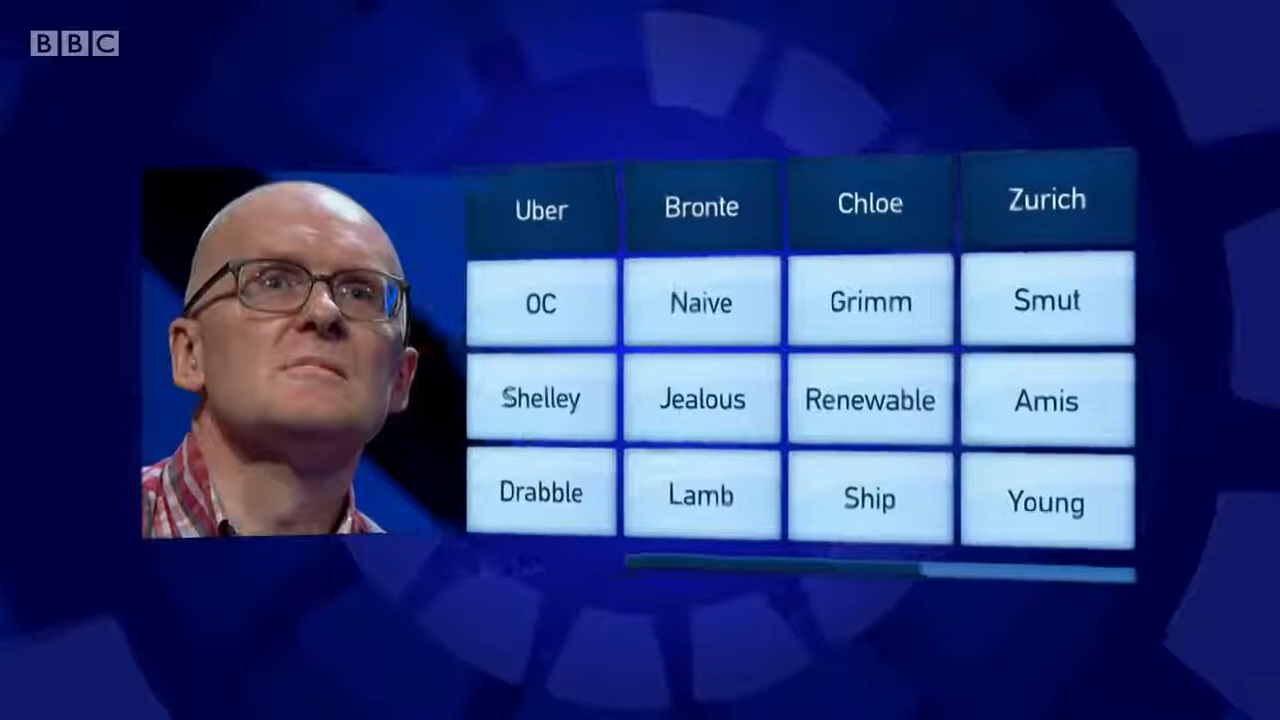 BBC
Uber Bronte Chloe Zurich
OC Naive Grimm Smut
Shelley Jealous Renewable Amis
Drabble Lamb Ship Young